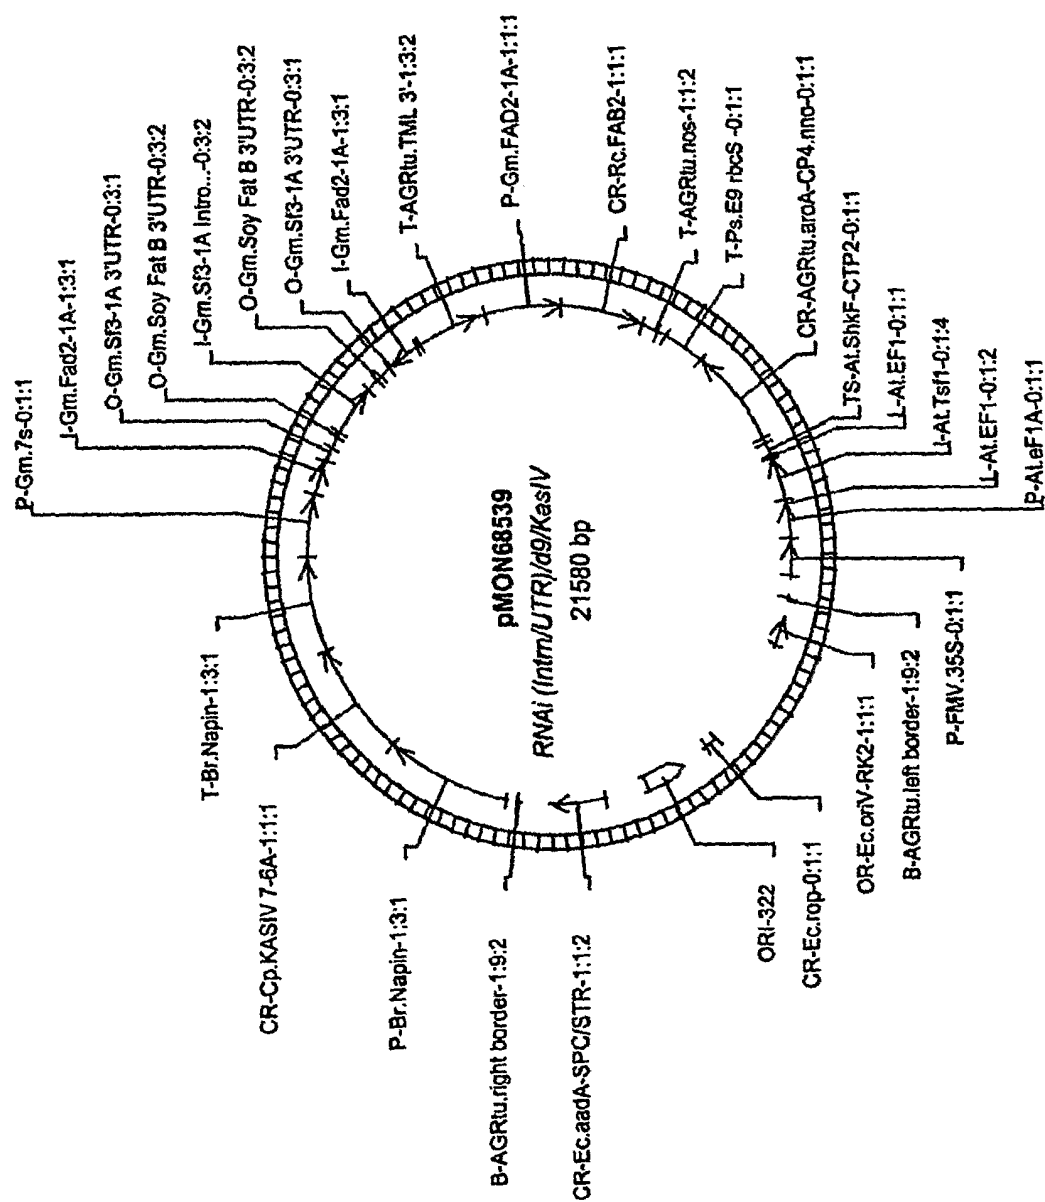 P-Gm.7s-0:1:1
I-Gm.Fad2-1A-1:3:1
O-Gm.Sf3-1A 3'UTR-0:3:1
O-Gm.Soy Fat B 3'UTR-0:3:2
I-Gm.Sf3-1A Intro...-0:3:2
O-Gm.Soy Fat B 3'UTR-0:3:2
O-Gm.Sf3-1A 3'UTR-0:3:1
I-Gm.Fad2-1A-1:3:1
T-AGRtu.TML 3'-1:3:2
P-Gm.FAD2-1A-1:1:1
CR-Rc.FAB2-1:1:1
T-AGRtu.nos-1:1:2
T-Ps.E9 rbcS -0:1:1
CR-AGRtu.aroA-CP4.nno-0:1:1
TS-At.ShkF-CTP2-0:1:1
L-At.EF1-0:1:1
I-At.Tsf1-0:1:4
L-At.EF1-0:1:2
P-At.eF1A-0:1:1
P-FMV.35S-0:1:1
B-AGRtu.left border-1:9:2
OR-Ec.oriV-RK2-1:1:1
CR-Ec.rop-0:1:1
ORI-322
CR-Ec.aadA-SPC/STR-1:1:2
B-AGRtu.right border-1:9:2
P-Br.Napin-1:3:1
CR-Cp.KASIV 7-6A-1:1:1
T-Br.Napin-1:3:1
pMON68539
RNAi (Intrn/UTR)/d9/KasIV
21580 bp